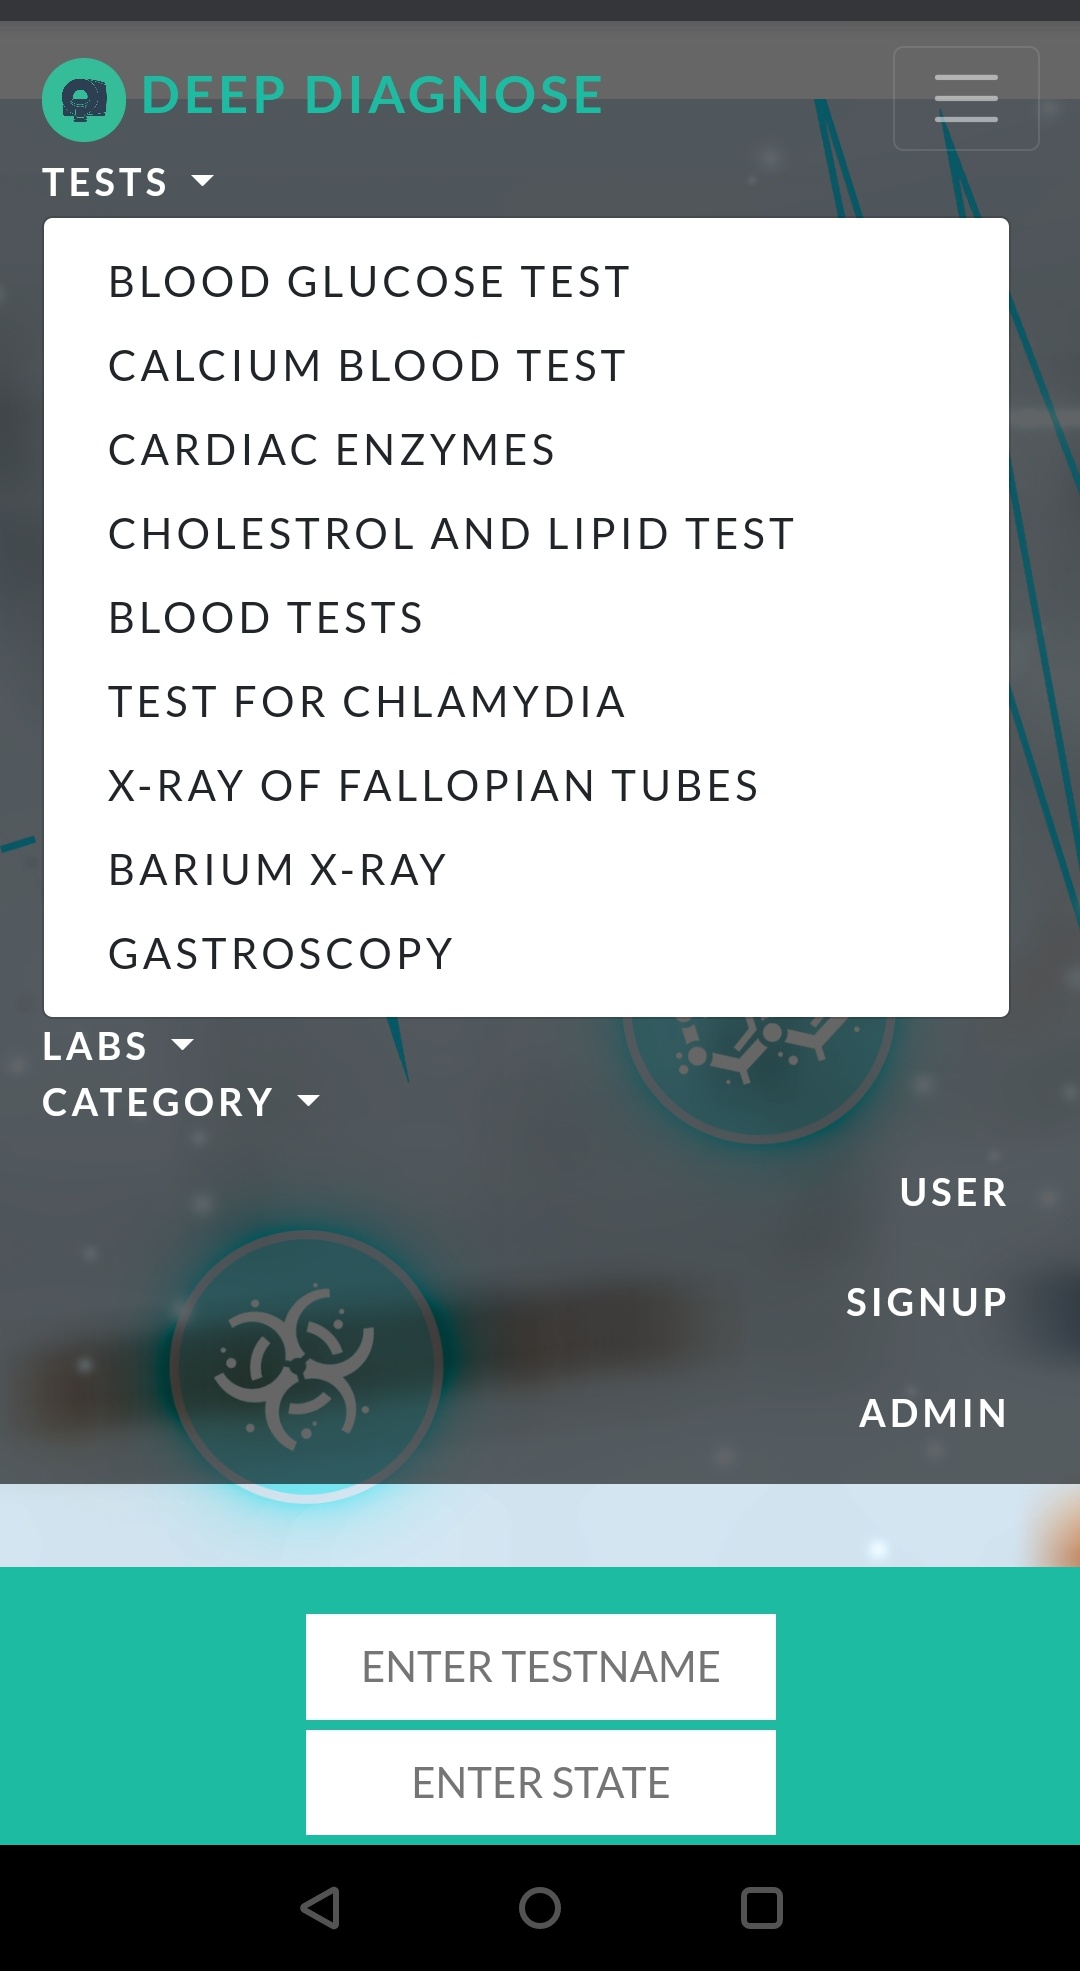 DEEP DIAGNOSE
TESTS
BLOOD GLUCOSE TEST
CALCIUM BLOOD TEST
CARDIAC ENZYMES
CHOLESTROL AND LIPID TEST
BLOOD TESTS
TEST FOR CHLAMYDIA
X-RAY OF FALLOPIAN TUBES
BARIUM X-RAY
GASTROSCOPY
LABS
CATEGORY
USER
SIGNUP
ADMIN
ENTER TESTNAME
ENTER STATE